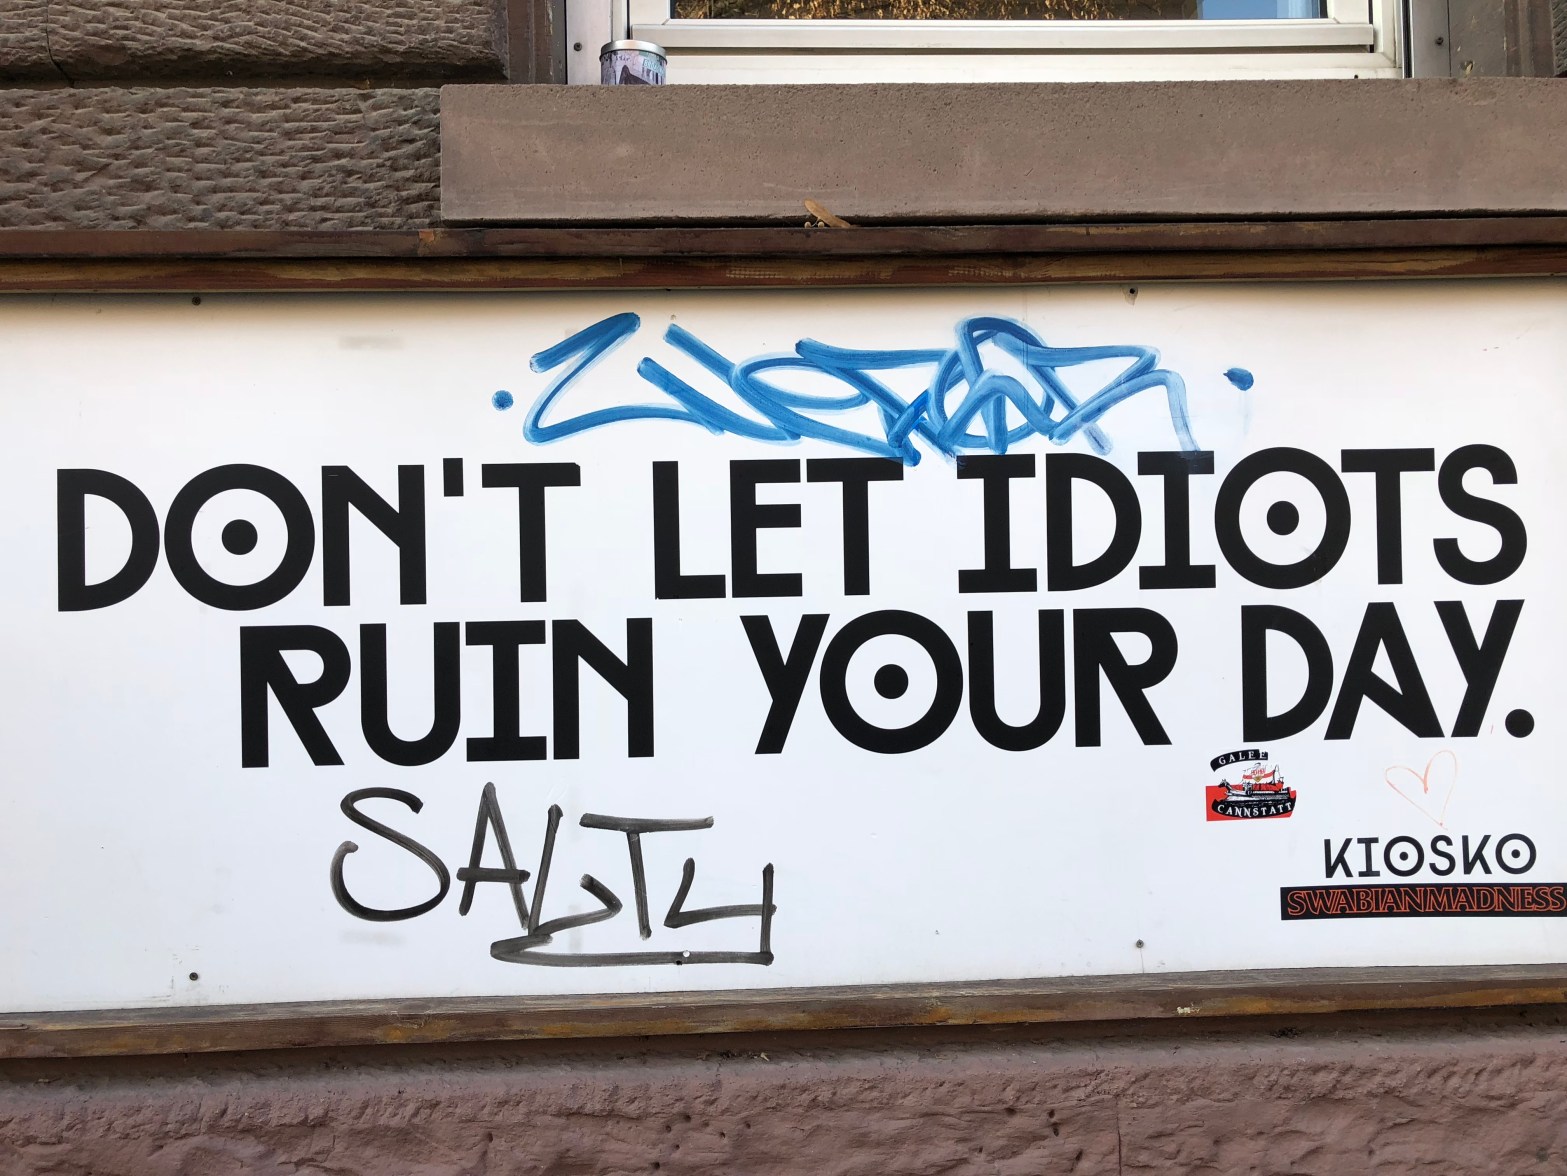 DON'T LET IDIOTS
RUIN YOUR DAY.
SALTY
GALEE
CANNSTATT
KIOSKO
SWABIANMADNESS